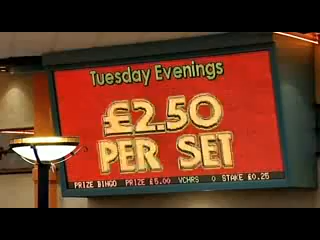 Tuesday Evenings
£2.50
PER SET
PRIZE BINGO PRIZE £5.00 VCHRS 0 STAKE £0.25